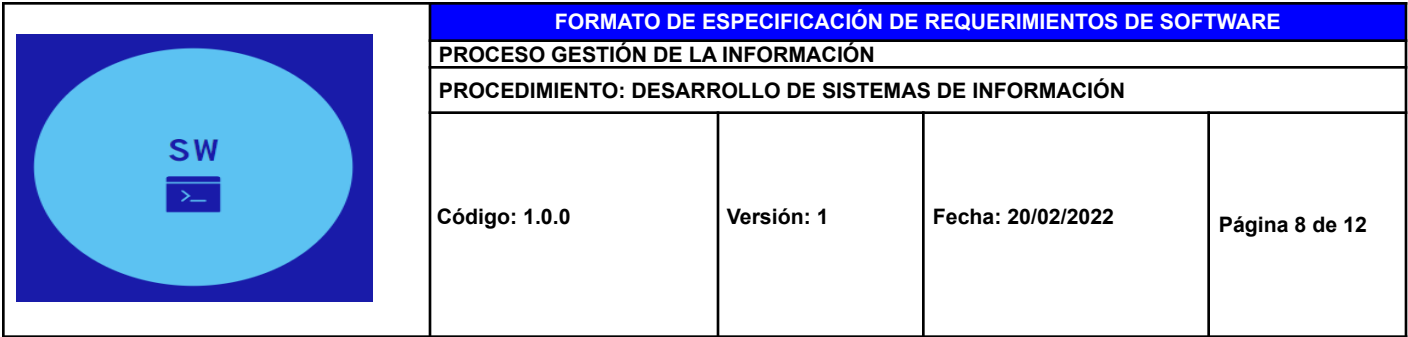 FORMATO DE ESPECIFICACIÓN DE REQUERIMIENTOS DE SOFTWARE
PROCESO GESTIÓN DE LA INFORMACIÓN
PROCEDIMIENTO: DESARROLLO DE SISTEMAS DE INFORMACIÓN
SW
>_
Código: 1.0.0
Versión: 1
Fecha: 20/02/2022
Página 8 de 12